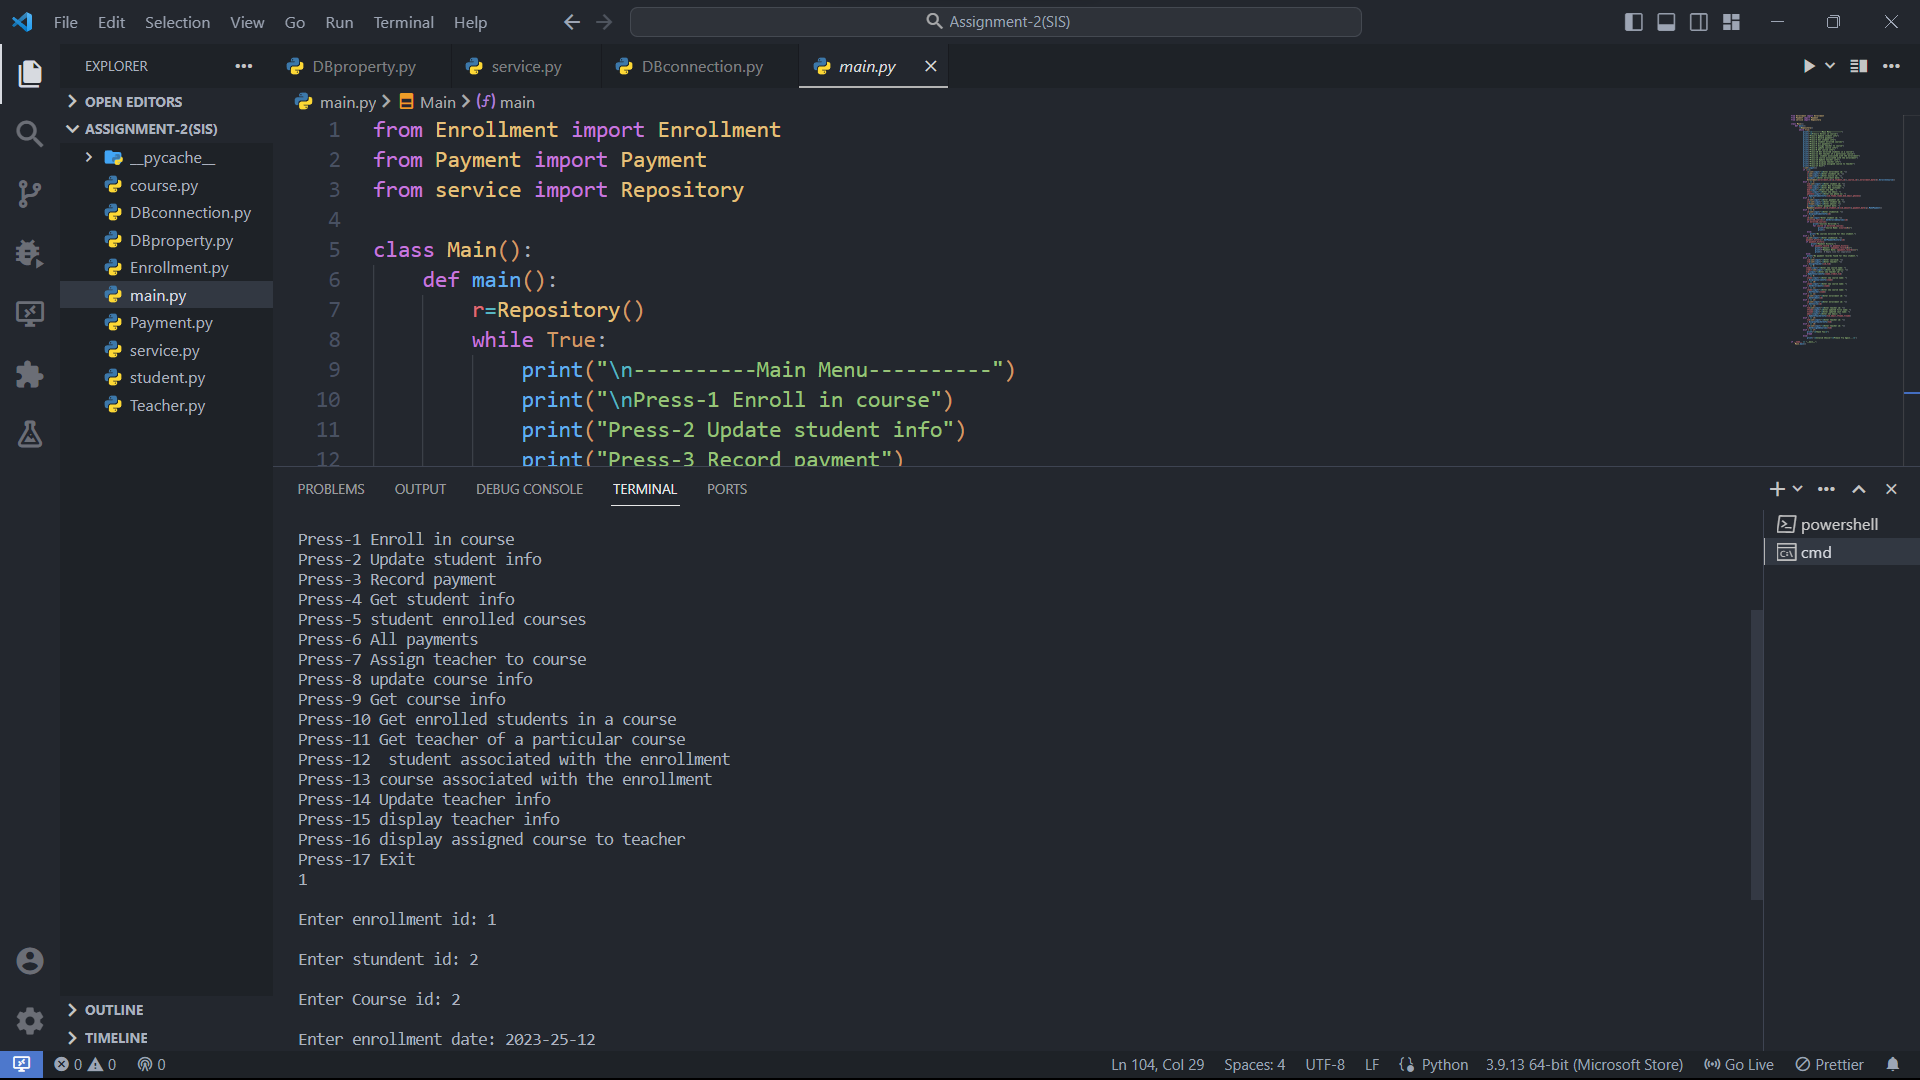 File Edit Selection View Go Run Terminal Help
Assignment-2(SIS)
EXPLORER
DBproperty.py
service.py
DBconnection.py
main.py
OPEN EDITORS
ASSIGNMENT-2(SIS)
__pycache__
course.py
DBconnection.py
DBproperty.py
Enrollment.py
main.py
Payment.py
service.py
student.py
Teacher.py
OUTLINE
TIMELINE
main.py > Main > main
1 from Enrollment import Enrollment
2 from Payment import Payment
3 from service import Repository
4
5 class Main():
6 def main():
7 r=Repository()
8 while True:
9 print("\n----------Main Menu----------")
10 print("\nPress-1 Enroll in course")
11 print("Press-2 Update student info")
12 print("Press-3 Record payment")
PROBLEMS OUTPUT DEBUG CONSOLE TERMINAL PORTS
powershell
cmd
Press-1 Enroll in course
Press-2 Update student info
Press-3 Record payment
Press-4 Get student info
Press-5 student enrolled courses
Press-6 All payments
Press-7 Assign teacher to course
Press-8 update course info
Press-9 Get course info
Press-10 Get enrolled students in a course
Press-11 Get teacher of a particular course
Press-12  student associated with the enrollment
Press-13 course associated with the enrollment
Press-14 Update teacher info
Press-15 display teacher info
Press-16 display assigned course to teacher
Press-17 Exit
1
Enter enrollment id: 1
Enter stundent id: 2
Enter Course id: 2
Enter enrollment date: 2023-25-12
0 0 0
Ln 104, Col 29 Spaces: 4 UTF-8 LF Python 3.9.13 64-bit (Microsoft Store) Go Live Prettier